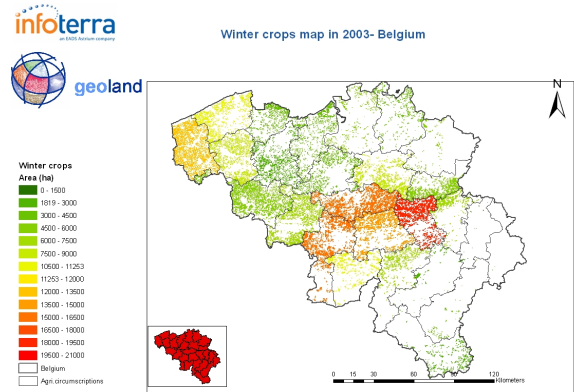 infoterra
an EADS Astrium company
Winter crops map in 2003- Belgium
geoland
N
Winter crops
Area (ha)
0 - 1500
1819 - 3000
3000 - 4500
4500 - 6000
6000 - 7500
7500 - 9000
10500 - 11253
11253 - 12000
12000 - 13500
13500 - 15000
15000 - 16500
16500 - 18000
18000 - 19500
19500 - 21000
Belgium
Agri.circumscriptions
0 15 30 60 90 120
Kilometers